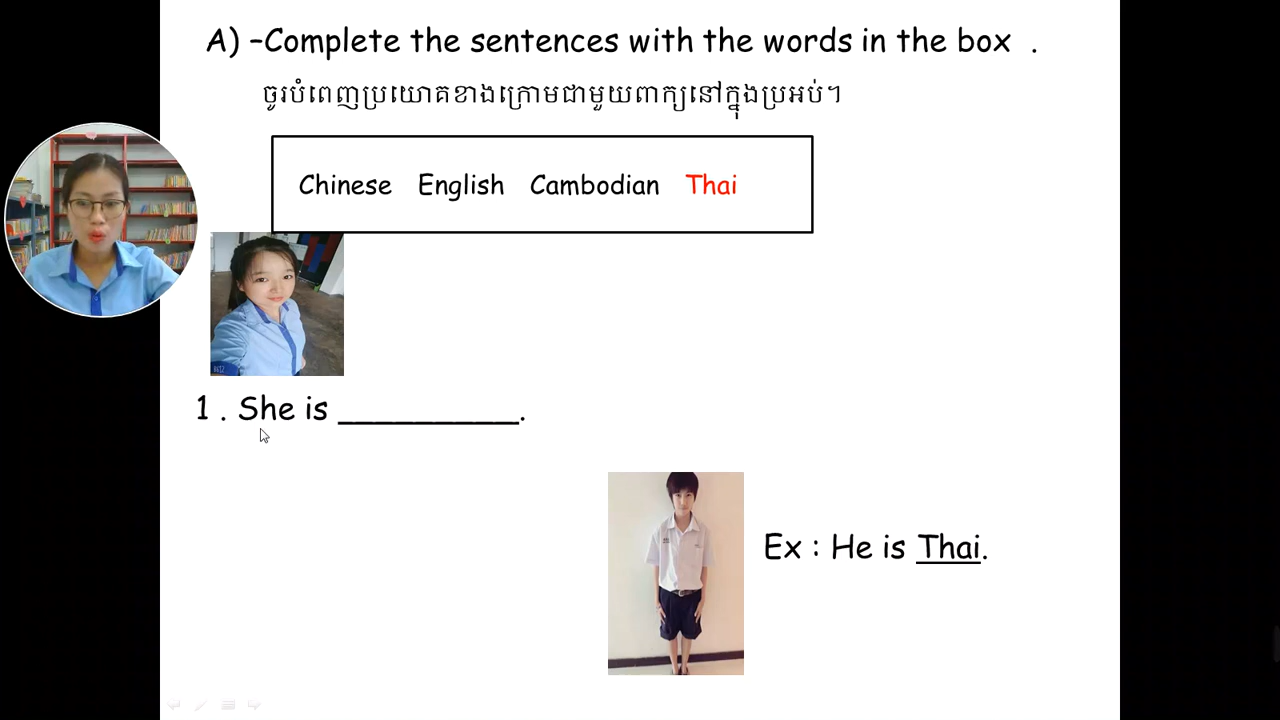 A) –Complete the sentences with the words in the box .
ចូរបំពេញប្រយោគខាងក្រោមជាមួយពាក្យនៅក្នុងប្រអប់។
Chinese English Cambodian Thai
1 . She is __________.
Ex : He is Thai.